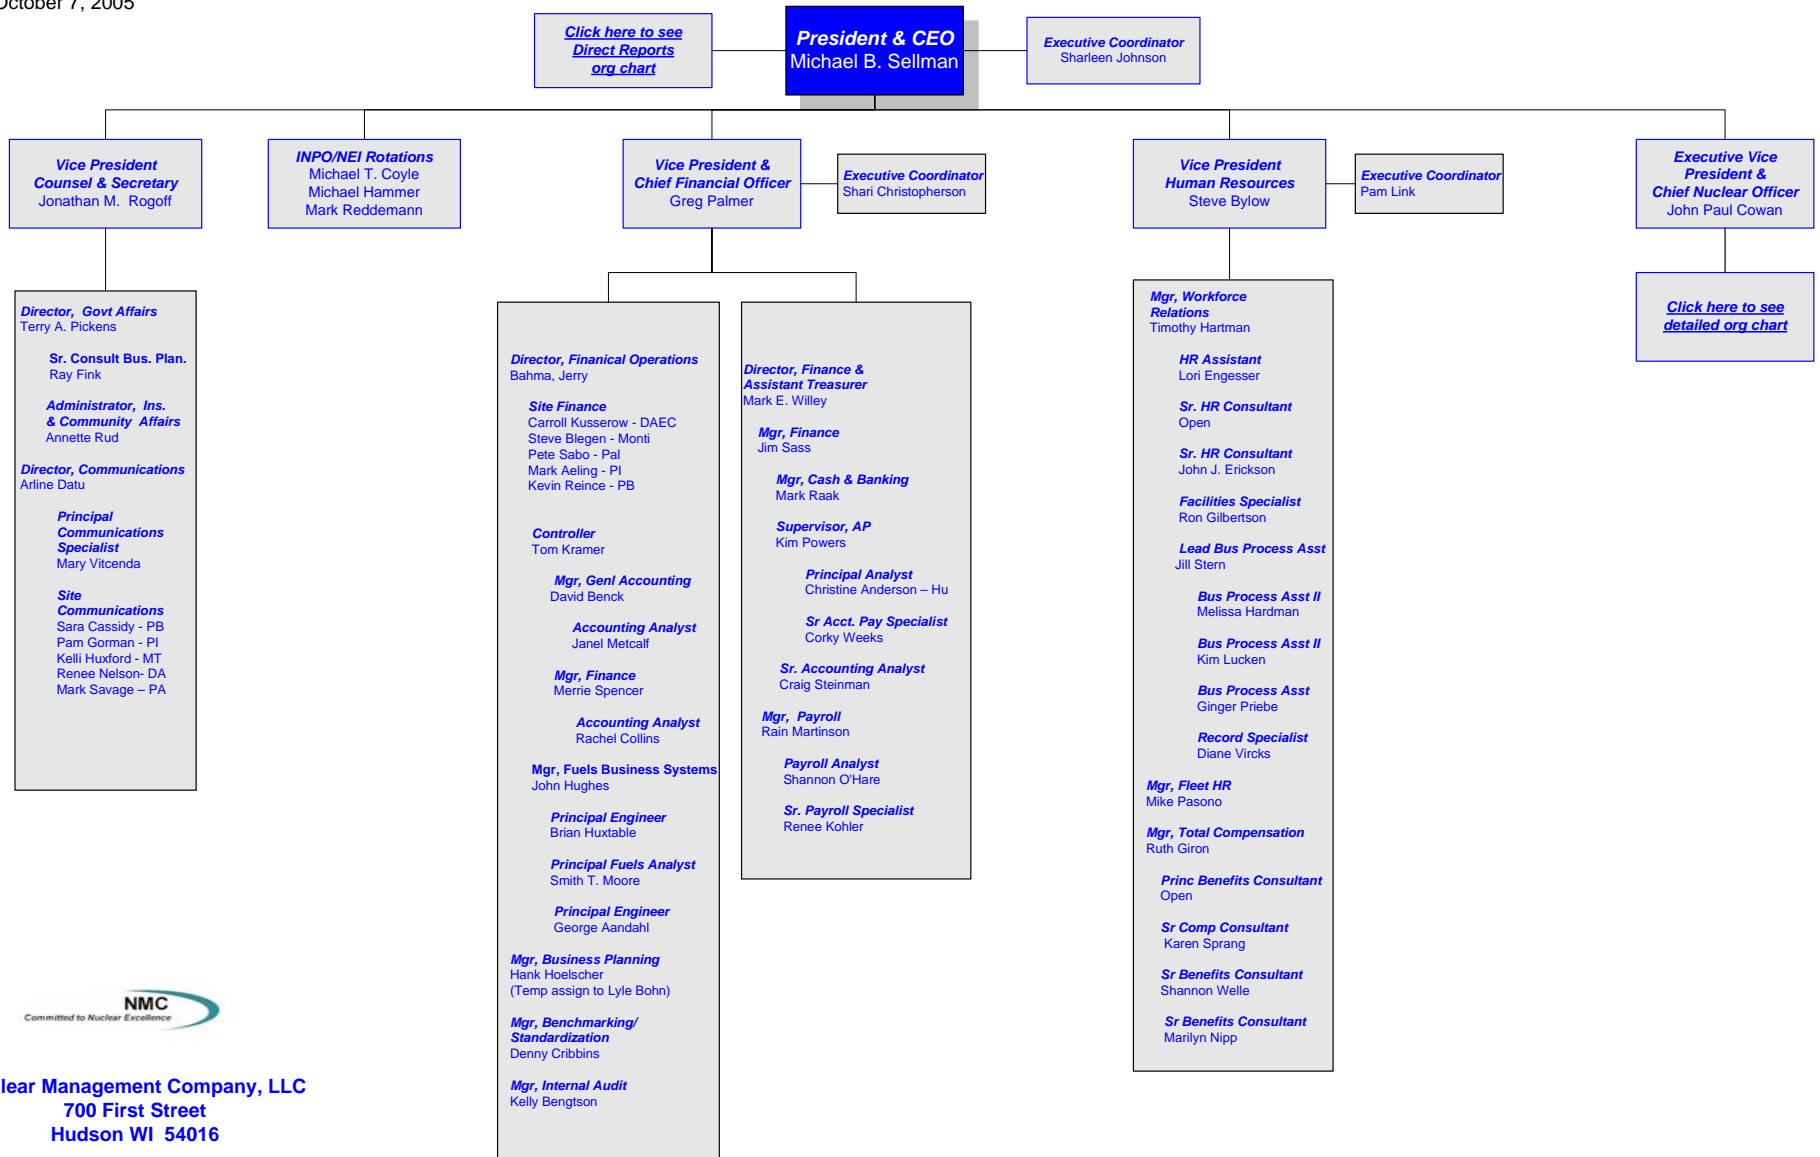 October 7, 2005
Click here to see
Direct Reports
org chart
President & CEO
Michael B. Sellman
Executive Coordinator
Sharleen Johnson
Vice President
Counsel & Secretary
Jonathan M. Rogoff
INPO/NEI Rotations
Michael T. Coyle
Michael Hammer
Mark Reddemann
Vice President &
Chief Financial Officer
Greg Palmer
Executive Coordinator
Shari Christopherson
Vice President
Human Resources
Steve Bylow
Executive Coordinator
Pam Link
Executive Vice
President &
Chief Nuclear Officer
John Paul Cowan
Director, Govt Affairs
Terry A. Pickens
Sr. Consult Bus. Plan.
Ray Fink
Administrator, Ins.
& Community Affairs
Annette Rud
Director, Communications
Arline Datu
Principal
Communications
Specialist
Mary Vitcenda
Site
Communications
Sara Cassidy - PB
Pam Gorman - PI
Kelli Huxford - MT
Renee Nelson- DA
Mark Savage – PA
Director, Finanical Operations
Bahma, Jerry
Site Finance
Carroll Kusserow - DAEC
Steve Blegen - Monti
Pete Sabo - Pal
Mark Aeling - PI
Kevin Reince - PB
Controller
Tom Kramer
Mgr, Genl Accounting
David Benck
Accounting Analyst
Janel Metcalf
Mgr, Finance
Merrie Spencer
Accounting Analyst
Rachel Collins
Mgr, Fuels Business Systems
John Hughes
Principal Engineer
Brian Huxtable
Principal Fuels Analyst
Smith T. Moore
Principal Engineer
George Aandahl
Mgr, Business Planning
Hank Hoelscher
(Temp assign to Lyle Bohn)
Mgr, Benchmarking/
Standardization
Denny Cribbins
Mgr, Internal Audit
Kelly Bengtson
Director, Finance &
Assistant Treasurer
Mark E. Willey
Mgr, Finance
Jim Sass
Mgr, Cash & Banking
Mark Raak
Supervisor, AP
Kim Powers
Principal Analyst
Christine Anderson – Hu
Sr Acct. Pay Specialist
Corky Weeks
Sr. Accounting Analyst
Craig Steinman
Mgr, Payroll
Rain Martinson
Payroll Analyst
Shannon O'Hare
Sr. Payroll Specialist
Renee Kohler
Mgr, Workforce
Relations
Timothy Hartman
HR Assistant
Lori Engesser
Sr. HR Consultant
Open
Sr. HR Consultant
John J. Erickson
Facilities Specialist
Ron Gilbertson
Lead Bus Process Asst
Jill Stern
Bus Process Asst II
Melissa Hardman
Bus Process Asst II
Kim Lucken
Bus Process Asst
Ginger Priebe
Record Specialist
Diane Vircks
Mgr, Fleet HR
Mike Pasono
Mgr, Total Compensation
Ruth Giron
Princ Benefits Consultant
Open
Sr Comp Consultant
Karen Sprang
Sr Benefits Consultant
Shannon Welle
Sr Benefits Consultant
Marilyn Nipp
Click here to see
detailed org chart
NMC
Committed to Nuclear Excellence
lear Management Company, LLC
700 First Street
Hudson WI 54016